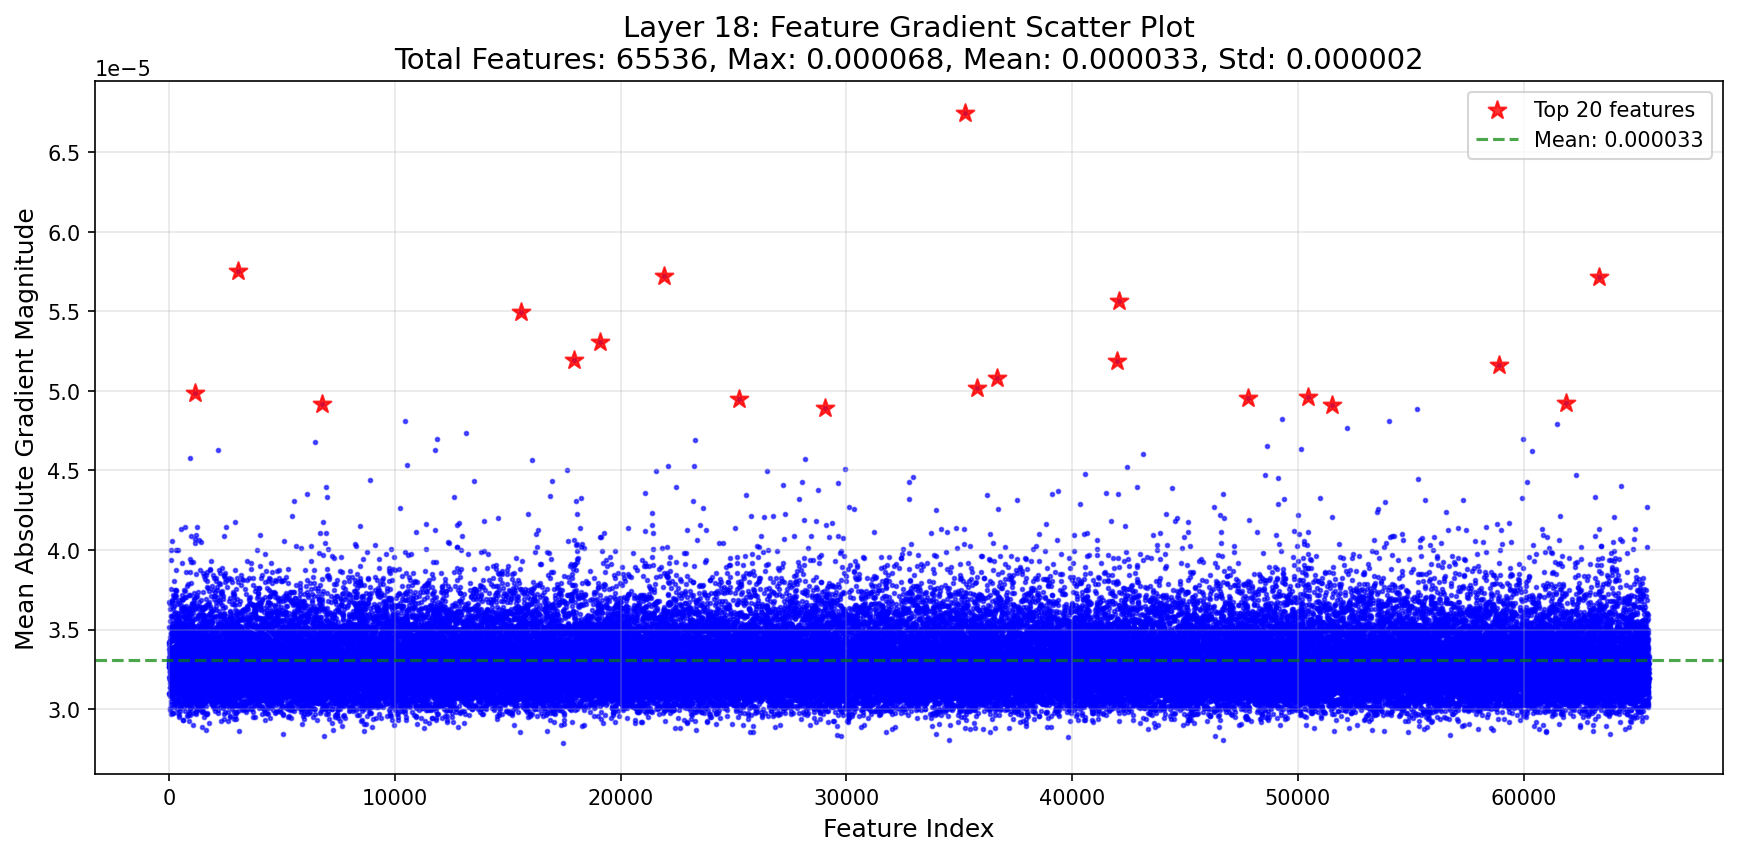 Layer 18: Feature Gradient Scatter Plot
Total Features: 65536, Max: 0.000068, Mean: 0.000033, Std: 0.000002
1e−5
Top 20 features
Mean: 0.000033
6.5
6.0
5.5
5.0
4.5
4.0
3.5
3.0
Mean Absolute Gradient Magnitude
0
10000
20000
30000
40000
50000
60000
Feature Index